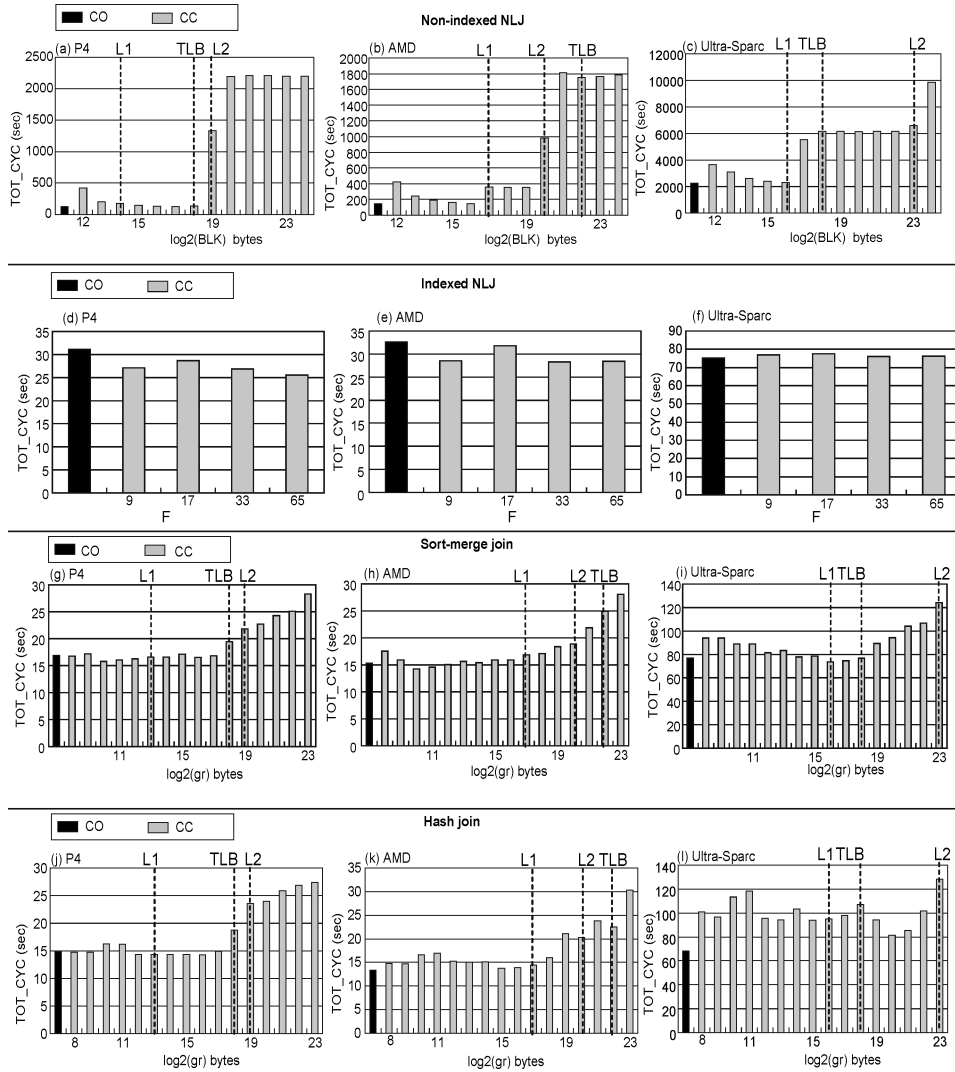 CO CC
Non-indexed NLJ
(a) P4 L1 TLB L2
TOT_CYC (sec)
2500
2000
1500
1000
500
0
12 15 19 23
log2(BLK) bytes
(b) AMD L1 L2 TLB
TOT_CYC (sec)
2000
1800
1600
1400
1200
1000
800
600
400
200
0
12 15 19 23
log2(BLK) bytes
(c) Ultra-Sparc L1 TLB L2
TOT_CYC (sec)
12000
10000
8000
6000
4000
2000
0
12 15 19 23
log2(BLK) bytes
CO CC
Indexed NLJ
(d) P4
TOT_CYC (sec)
35
30
25
20
15
10
5
0
9 17 33 65
F
(e) AMD
TOT_CYC (sec)
35
30
25
20
15
10
5
0
9 17 33 65
F
(f) Ultra-Sparc
TOT_CYC (sec)
90
80
70
60
50
40
30
20
10
0
9 17 33 65
F
CO CC
Sort-merge join
(g) P4 L1 TLB L2
TOT_CYC (sec)
30
25
20
15
10
5
0
11 15 19 23
log2(gr) bytes
(h) AMD L1 L2 TLB
TOT_CYC (sec)
30
25
20
15
10
5
0
11 15 19 23
log2(gr) bytes
(i) Ultra-Sparc L1 TLB L2
TOT_CYC (sec)
140
120
100
80
60
40
20
0
11 15 19 23
log2(gr) bytes
CO CC
Hash join
(j) P4 L1 TLB L2
TOT_CYC (sec)
30
25
20
15
10
5
0
8 11 15 19 23
log2(gr) bytes
(k) AMD L1 L2 TLB
TOT_CYC (sec)
35
30
25
20
15
10
5
0
8 11 15 19 23
log2(gr) bytes
(l) Ultra-Sparc L1 TLB L2
TOT_CYC (sec)
140
120
100
80
60
40
20
0
8 11 15 19 23
log2(gr) bytes